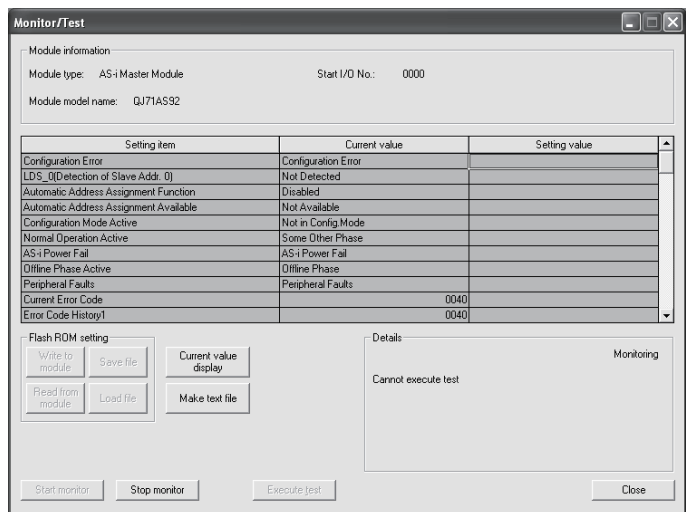 Monitor/Test
Module information
Module type: AS-i Master Module Start I/O No.: 0000
Module model name: QJ71AS92
Setting item Current value Setting value
Configuration Error Configuration Error
LDS_0(Detection of Slave Addr. 0) Not Detected
Automatic Address Assignment Function Disabled
Automatic Address Assignment Available Not Available
Configuration Mode Active Not in Config.Mode
Normal Operation Active Some Other Phase
AS-i Power Fail AS-i Power Fail
Offline Phase Active Offline Phase
Peripheral Faults Peripheral Faults
Current Error Code 0040
Error Code History1 0040
Flash ROM setting
Write to
module
Save file
Current value
display
Read from
module
Load file
Make text file
Details
Monitoring
Cannot execute test
Start monitor Stop monitor Execute test Close